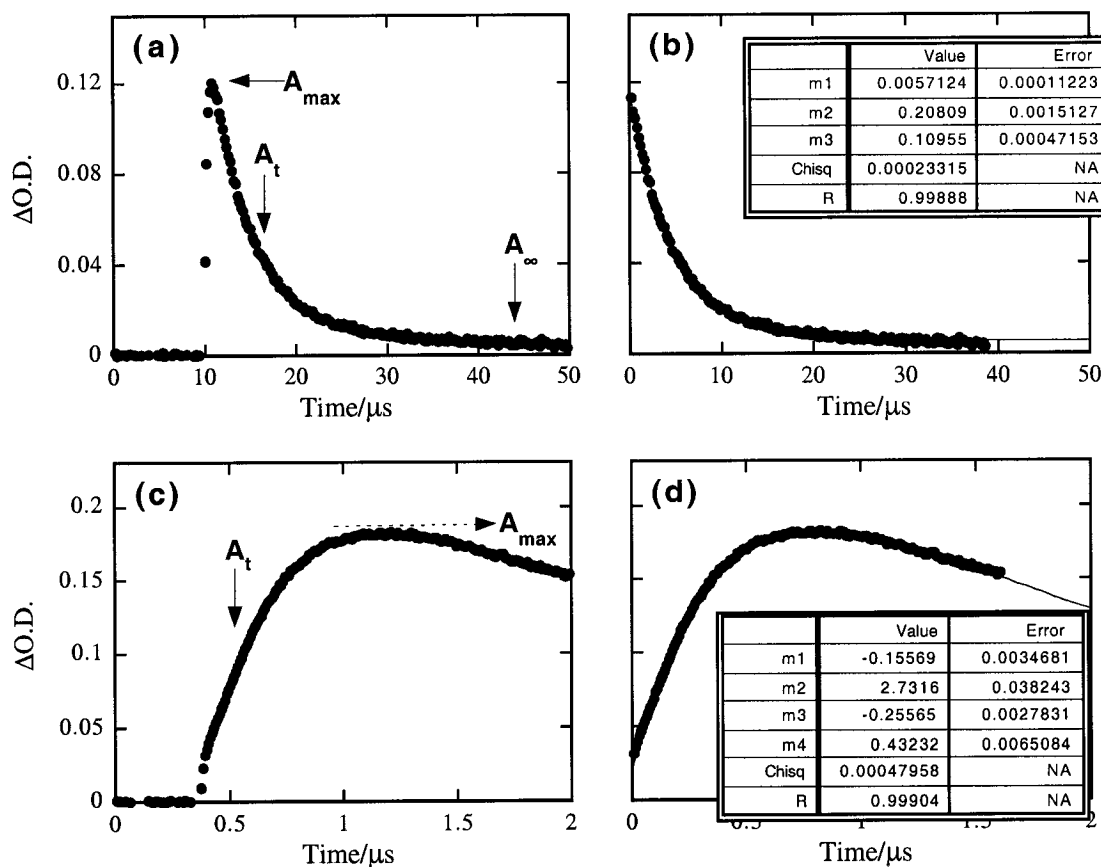 (a)
0.12
0.08
0.04
0
ΔO.D.
A_max
A_t
A_∞
0 10 20 30 40 50
Time/μs
(b)
Value Error
m1 0.0057124 0.00011223
m2 0.20809 0.0015127
m3 0.10955 0.00047153
Chisq 0.00023315 NA
R 0.99888 NA
0 10 20 30 40 50
Time/μs
(c)
0.2
0.15
0.1
0.05
0
ΔO.D.
A_t
A_max
0 0.5 1 1.5 2
Time/μs
(d)
Value Error
m1 -0.15569 0.0034681
m2 2.7316 0.038243
m3 -0.25565 0.0027831
m4 0.43232 0.0065084
Chisq 0.00047958 NA
R 0.99904 NA
0 0.5 1 1.5 2
Time/μs